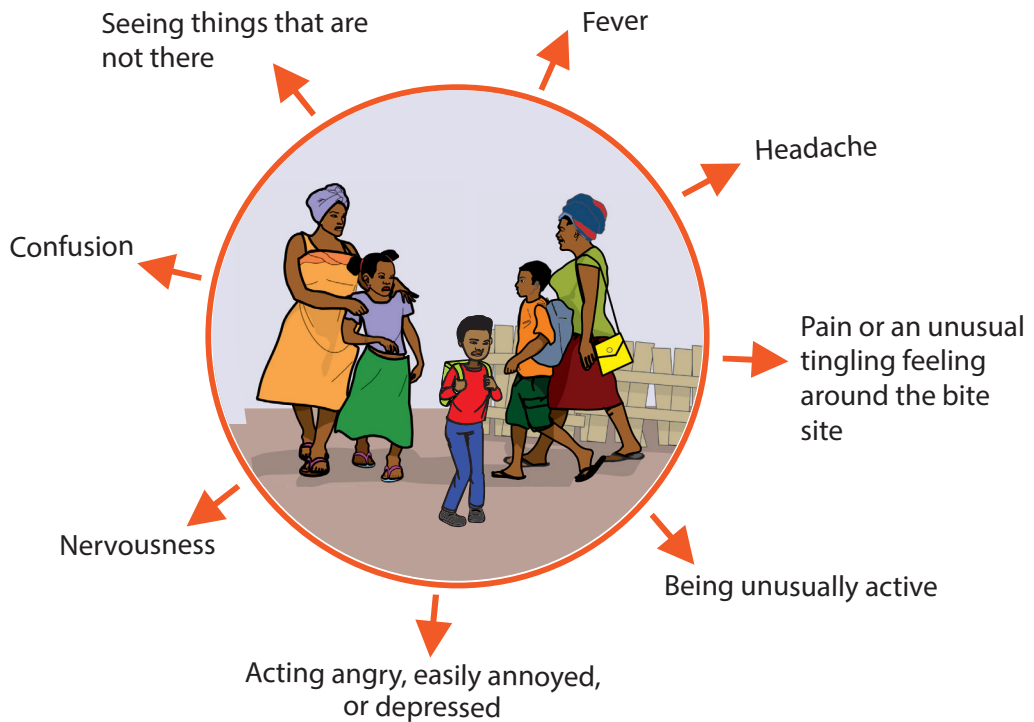 Seeing things that are
not there
Fever
Headache
Confusion
Pain or an unusual
tingling feeling
around the bite
site
Nervousness
Being unusually active
Acting angry, easily annoyed,
or depressed